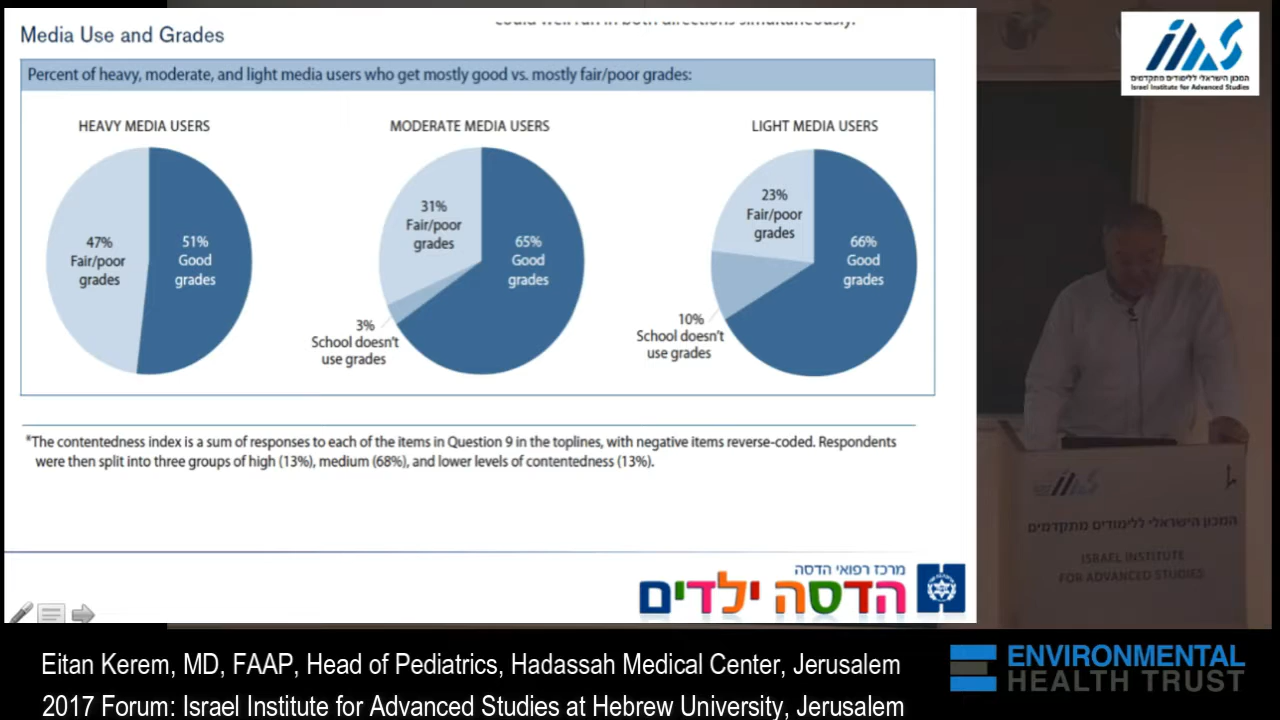 could well run in both directions simultaneously.
Media Use and Grades
Percent of heavy, moderate, and light media users who get mostly good vs. mostly fair/poor grades:
HEAVY MEDIA USERS
47%
Fair/poor
grades
51%
Good
grades
MODERATE MEDIA USERS
31%
Fair/poor
grades
65%
Good
grades
3%
School doesn't
use grades
LIGHT MEDIA USERS
23%
Fair/poor
grades
66%
Good
grades
10%
School doesn't
use grades
*The contentedness index is a sum of responses to each of the items in Question 9 in the toplines, with negative items reverse-coded. Respondents
were then split into three groups of high (13%), medium (68%), and lower levels of contentedness (13%).
מרכז רפואי הדסה
הדסה ילדים
המכון הישראלי ללימודים מתקדמים
Israel Institute for Advanced Studies
המכון הישראלי ללימודים מתקדמים
ISRAEL INSTITUTE
FOR ADVANCED STUDIES
Eitan Kerem, MD, FAAP, Head of Pediatrics, Hadassah Medical Center, Jerusalem
2017 Forum: Israel Institute for Advanced Studies at Hebrew University, Jerusalem
ENVIRONMENTAL
HEALTH TRUST